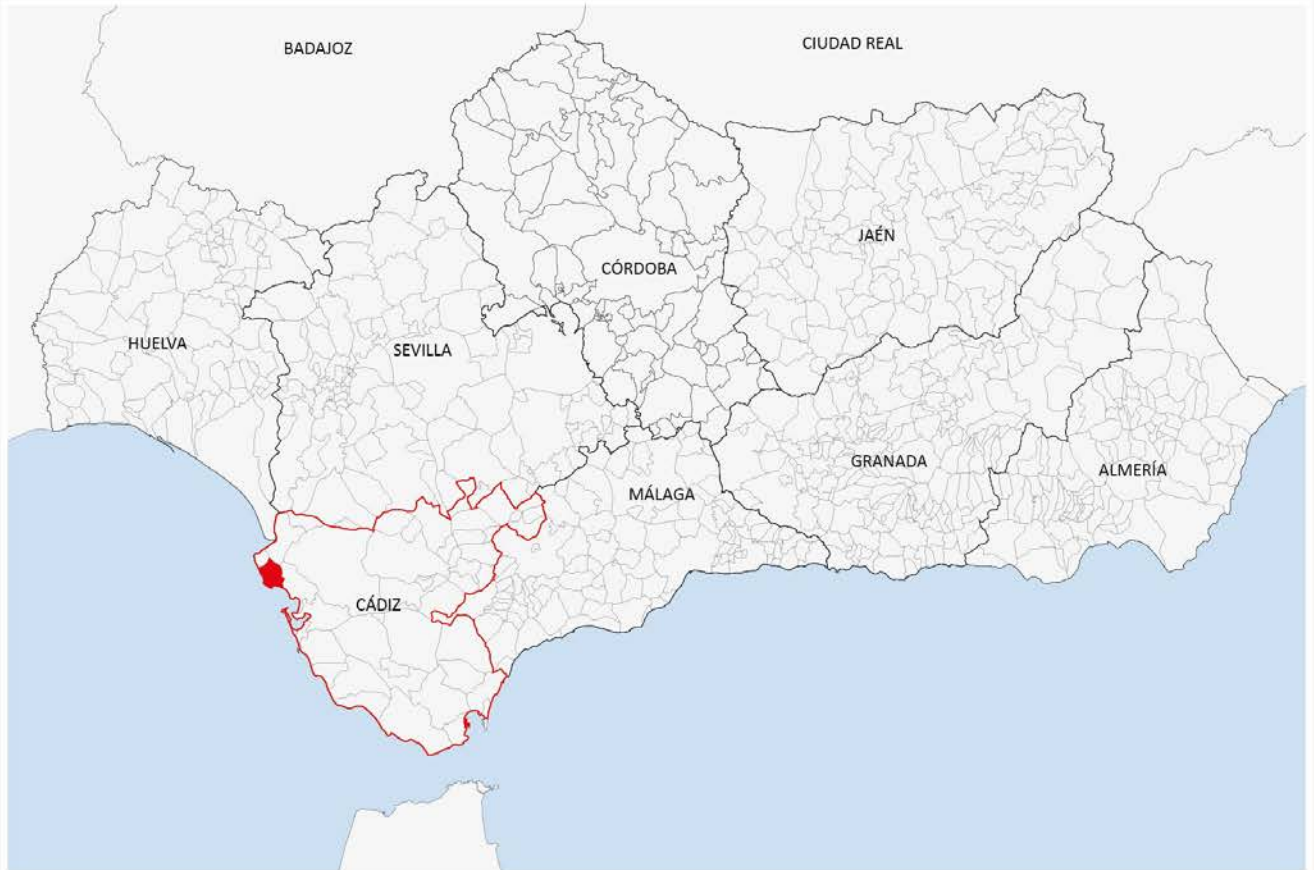 BADAJOZ
CIUDAD REAL
JAÉN
CÓRDOBA
HUELVA
SEVILLA
GRANADA
ALMERÍA
MÁLAGA
CÁDIZ